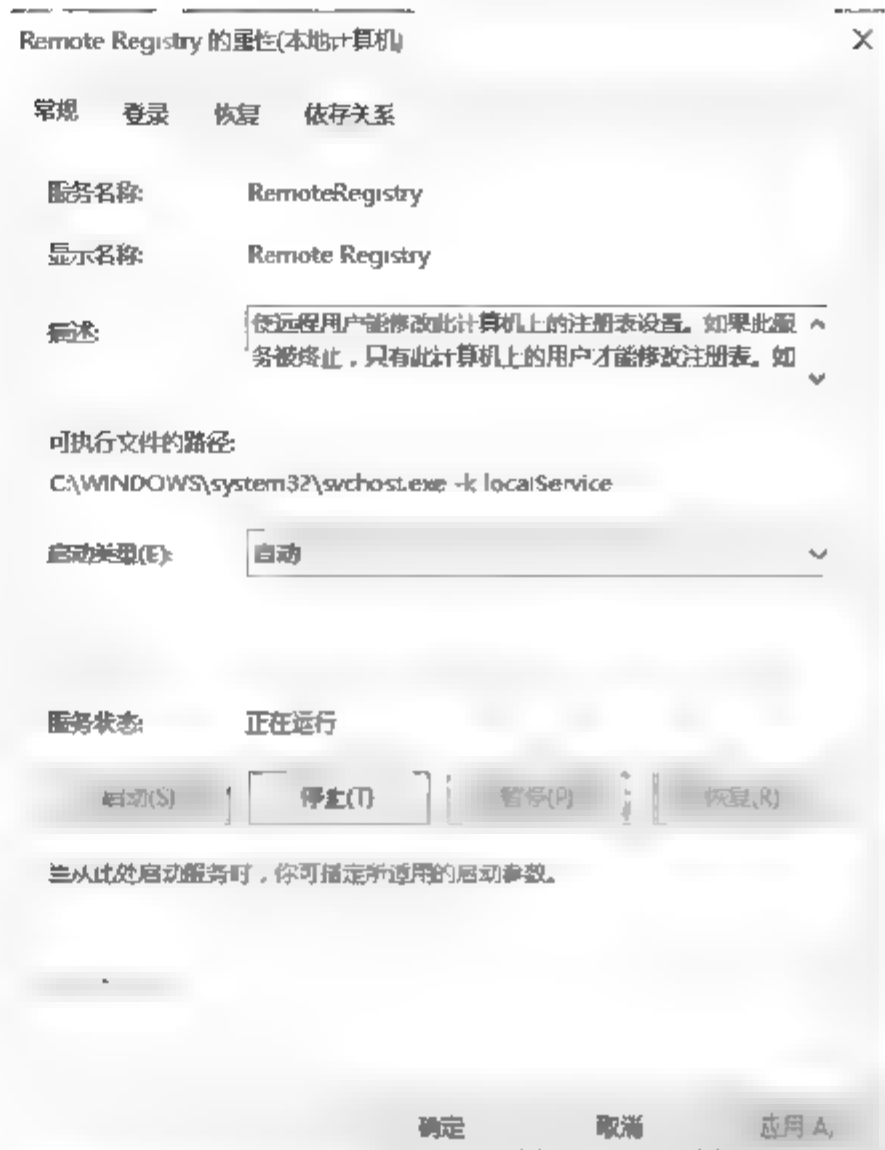 Remote Registry 的属性(本地计算机)
常规 登录 恢复 依存关系
服务名称: RemoteRegistry
显示名称: Remote Registry
描述: 使远程用户能修改此计算机上的注册表设置。如果此服
务被终止，只有此计算机上的用户才能修改注册表。如
可执行文件的路径:
C:\WINDOWS\system32\svchost.exe -k localService
启动类型(E): 自动
服务状态: 正在运行
启动(S) 停止(T) 暂停(P) 恢复(R)
当从此处启动服务时，你可指定所适用的启动参数。
确定 取消 应用(A)